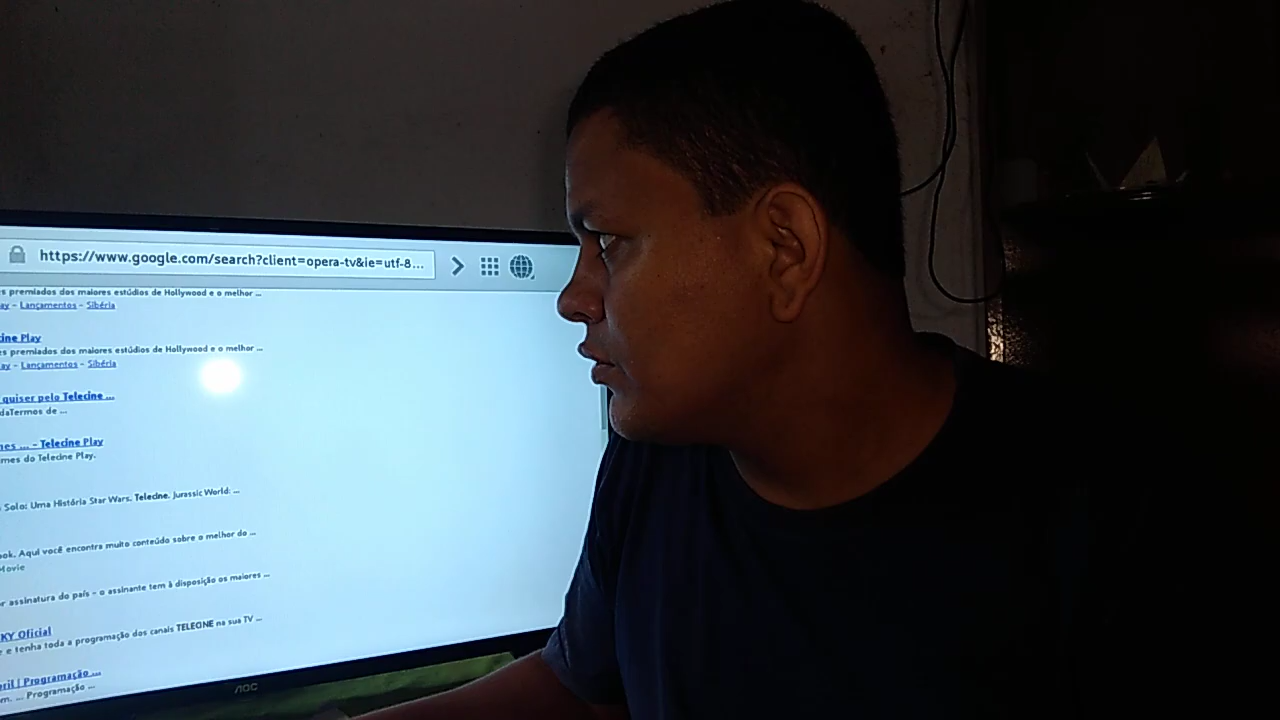 https://www.google.com/search?client=opera-tv&ie=utf-8...
s premiados dos maiores estúdios de Hollywood e o melhor ...
ay - Lançamentos - Sibéria
cine Play
es premiados dos maiores estúdios de Hollywood e o melhor ...
ay - Lançamentos - Sibéria
quiser pelo Telecine ...
daTermos de ...
mes ... - Telecine Play
mes do Telecine Play.
Solo: Uma História Star Wars. Telecine. Jurassic World: ...
ook. Aqui você encontra muito conteúdo sobre o melhor do ...
Movie
or assinatura do país - o assinante tem à disposição os maiores ...
KY Oficial
r e tenha toda a programação dos canais TELECINE na sua TV ...
bril | Programação ...
m. ... Programação ...
AOC